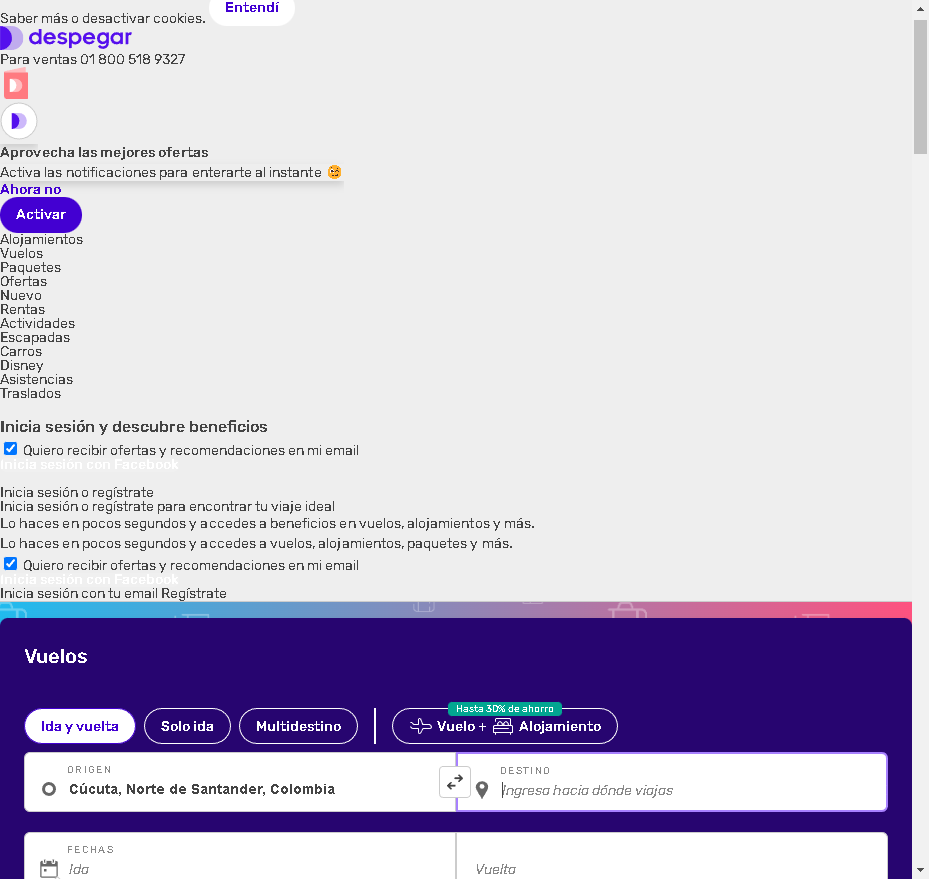 Saber más o desactivar cookies. Entendí
despegar
Para ventas 01 800 518 9327
Aprovecha las mejores ofertas
Activa las notificaciones para enterarte al instante
Ahora no
Activar
Alojamientos
Vuelos
Paquetes
Ofertas
Nuevo
Rentas
Actividades
Escapadas
Carros
Disney
Asistencias
Traslados
Inicia sesión y descubre beneficios
Quiero recibir ofertas y recomendaciones en mi email
Inicia sesión con Facebook
Inicia sesión o regístrate
Inicia sesión o regístrate para encontrar tu viaje ideal
Lo haces en pocos segundos y accedes a beneficios en vuelos, alojamientos y más.
Lo haces en pocos segundos y accedes a vuelos, alojamientos, paquetes y más.
Quiero recibir ofertas y recomendaciones en mi email
Inicia sesión con Facebook
Inicia sesión con tu email Regístrate
Vuelos
Hasta 30% de ahorro
Ida y vuelta Solo ida Multidestino Vuelo + Alojamiento
ORIGEN
Cúcuta, Norte de Santander, Colombia
DESTINO
Ingresa hacia dónde viajas
FECHAS
Ida Vuelta